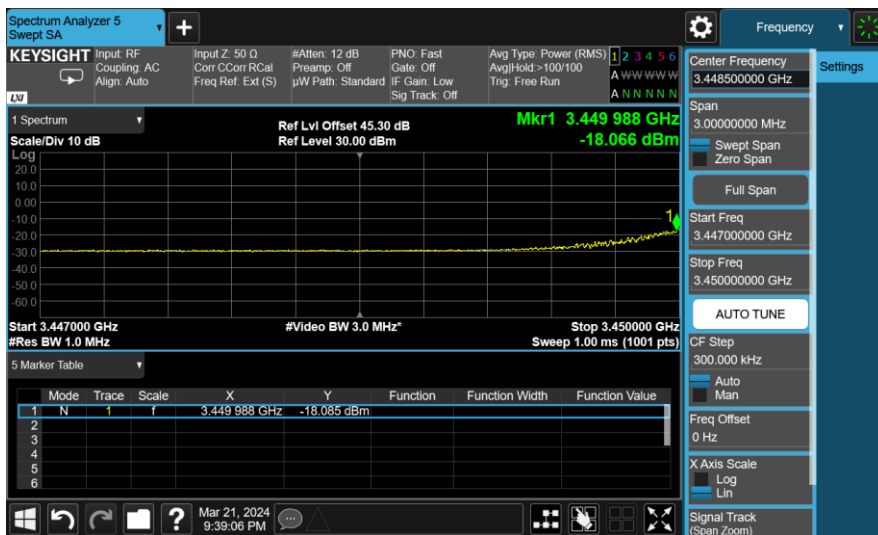 Spectrum Analyzer 5
Swept SA
+
Frequency
KEYSIGHT
LXI
Input: RF
Coupling: AC
Align: Auto
Input Z: 50 Ω
Corr CCorr RCal
Freq Ref: Ext (S)
#Atten: 12 dB
Preamp: Off
µW Path: Standard
PNO: Fast
Gate: Off
IF Gain: Low
Sig Track: Off
Avg Type: Power (RMS)
Avg|Hold:>100/100
Trig: Free Run
1 2 3 4 5 6
A W W W W W
A N N N N N
1 Spectrum
Scale/Div 10 dB
Ref Lvl Offset 45.30 dB
Ref Level 30.00 dBm
Mkr1 3.449 988 GHz
-18.066 dBm
Log
20.0
10.0
0.00
-10.0
-20.0
-30.0
-40.0
-50.0
-60.0
1
Start 3.447000 GHz
#Video BW 3.0 MHz*
Stop 3.450000 GHz
#Res BW 1.0 MHz
Sweep 1.00 ms (1001 pts)
5 Marker Table
Mode Trace Scale X Y Function Function Width Function Value
1 N 1 f 3.449 988 GHz -18.085 dBm
2
3
4
5
6
?
Mar 21, 2024
9:39:06 PM
Center Frequency
3.448500000 GHz
Settings
Span
3.00000000 MHz
Swept Span
Zero Span
Full Span
Start Freq
3.447000000 GHz
Stop Freq
3.450000000 GHz
AUTO TUNE
CF Step
300.000 kHz
Auto
Man
Freq Offset
0 Hz
X Axis Scale
Log
Lin
Signal Track
(Span Zoom)